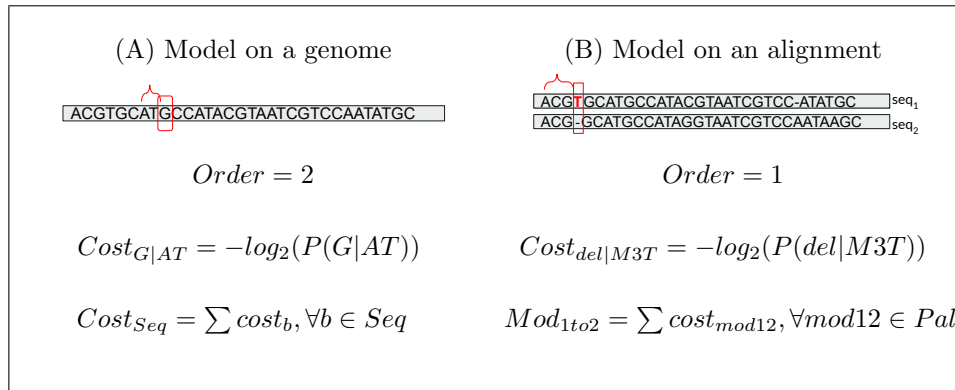 (A) Model on a genome
ACGTGCATGCCATACGTAATCGTCCAATATGC
Order = 2
Cost_{G|AT} = −log_2(P(G|AT))
Cost_{Seq} = ∑ cost_b, ∀b ∈ Seq
(B) Model on an alignment
ACGTGCATGCCATACGTAATCGTCC-ATATGC seq_1
ACG-GCATGCCATAGGTAATCGTCCAATAAGC seq_2
Order = 1
Cost_{del|M3T} = −log_2(P(del|M3T))
Mod_{1to2} = ∑ cost_{mod12}, ∀mod12 ∈ Pal